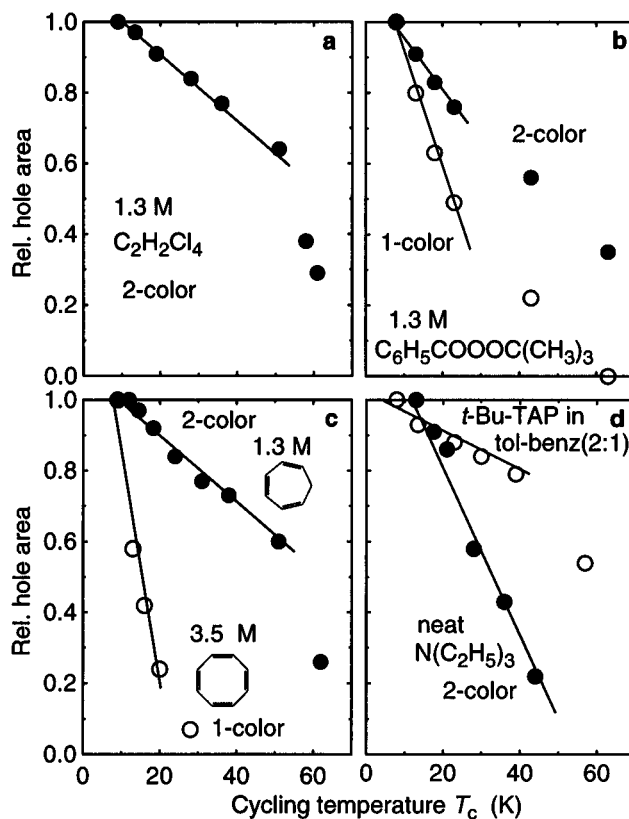 a
1.0
0.8
0.6
0.4
0.2
0.0
Rel. hole area
1.3 M
C₂H₂Cl₄
2-color
b
2-color
1-color
1.3 M
C₆H₅COOOC(CH₃)₃
c
1.0
0.8
0.6
0.4
0.2
0.0
Rel. hole area
2-color
1.3 M
3.5 M
1-color
0 20 40 60
d
t-Bu-TAP in
tol-benz(2:1)
neat
N(C₂H₅)₃
2-color
0 20 40 60
Cycling temperature T_c (K)